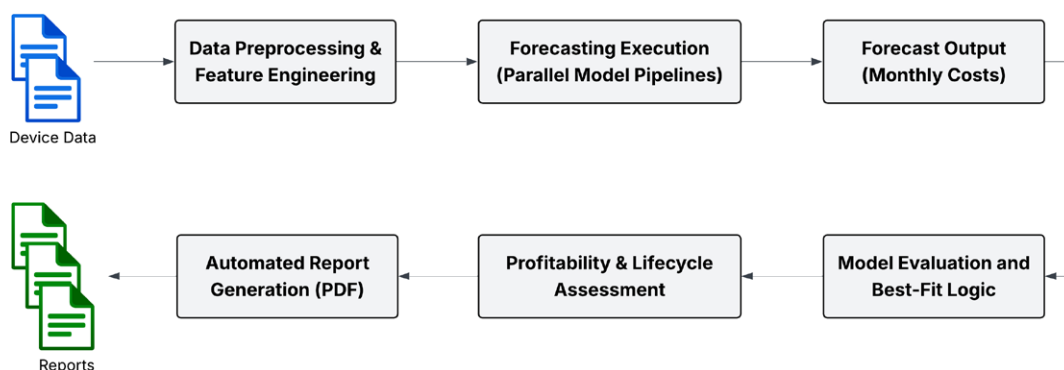 Data Preprocessing &
Feature Engineering
Forecasting Execution
(Parallel Model Pipelines)
Forecast Output
(Monthly Costs)
Device Data
Automated Report
Generation (PDF)
Profitability & Lifecycle
Assessment
Model Evaluation and
Best-Fit Logic
Reports